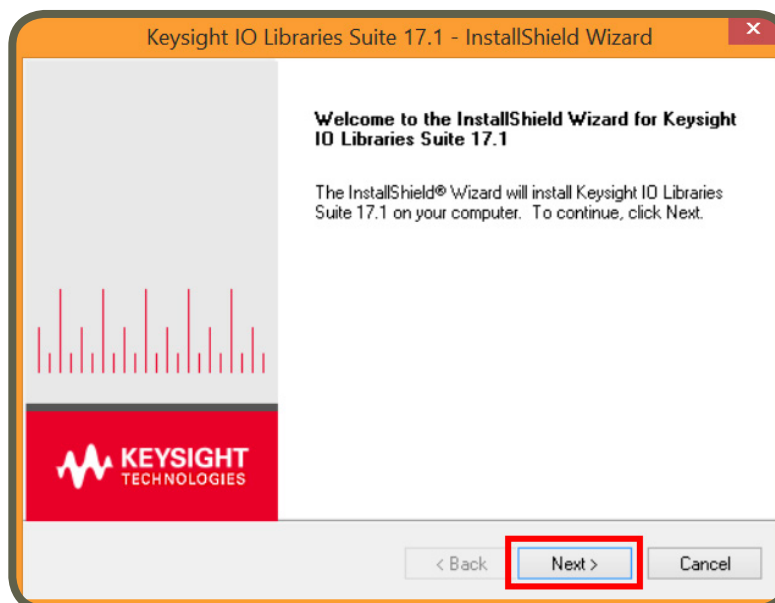 Keysight IO Libraries Suite 17.1 - InstallShield Wizard
Welcome to the InstallShield Wizard for Keysight
IO Libraries Suite 17.1
The InstallShield® Wizard will install Keysight IO Libraries
Suite 17.1 on your computer. To continue, click Next.
KEYSIGHT
TECHNOLOGIES
< Back Next > Cancel